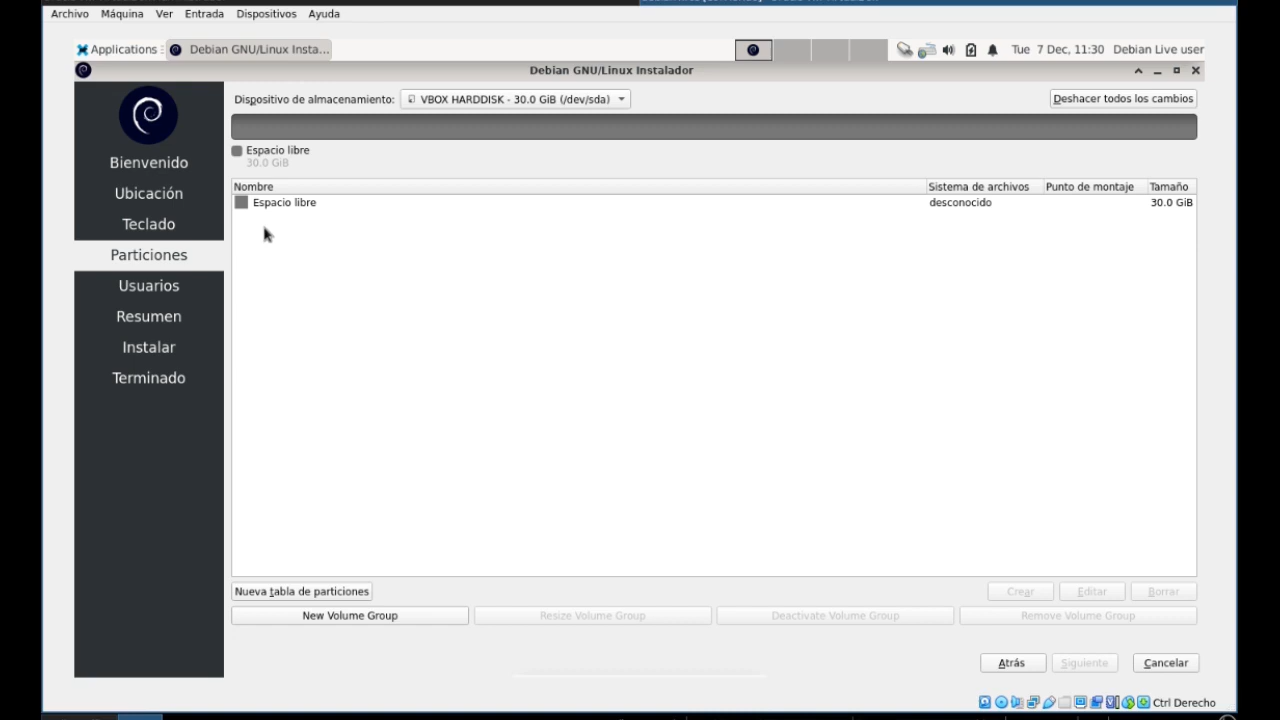 Archivo Máquina Ver Entrada Dispositivos Ayuda
Applications Debian GNU/Linux Insta... Tue 7 Dec, 11:30 Debian Live user
Debian GNU/Linux Instalador
Dispositivo de almacenamiento: VBOX HARDDISK - 30.0 GiB (/dev/sda) Deshacer todos los cambios
Espacio libre
30.0 GiB
Nombre Sistema de archivos Punto de montaje Tamaño
Espacio libre desconocido 30.0 GiB
Bienvenido
Ubicación
Teclado
Particiones
Usuarios
Resumen
Instalar
Terminado
Nueva tabla de particiones Crear Editar Borrar
New Volume Group Resize Volume Group Deactivate Volume Group Remove Volume Group
Atrás Siguiente Cancelar
Ctrl Derecho